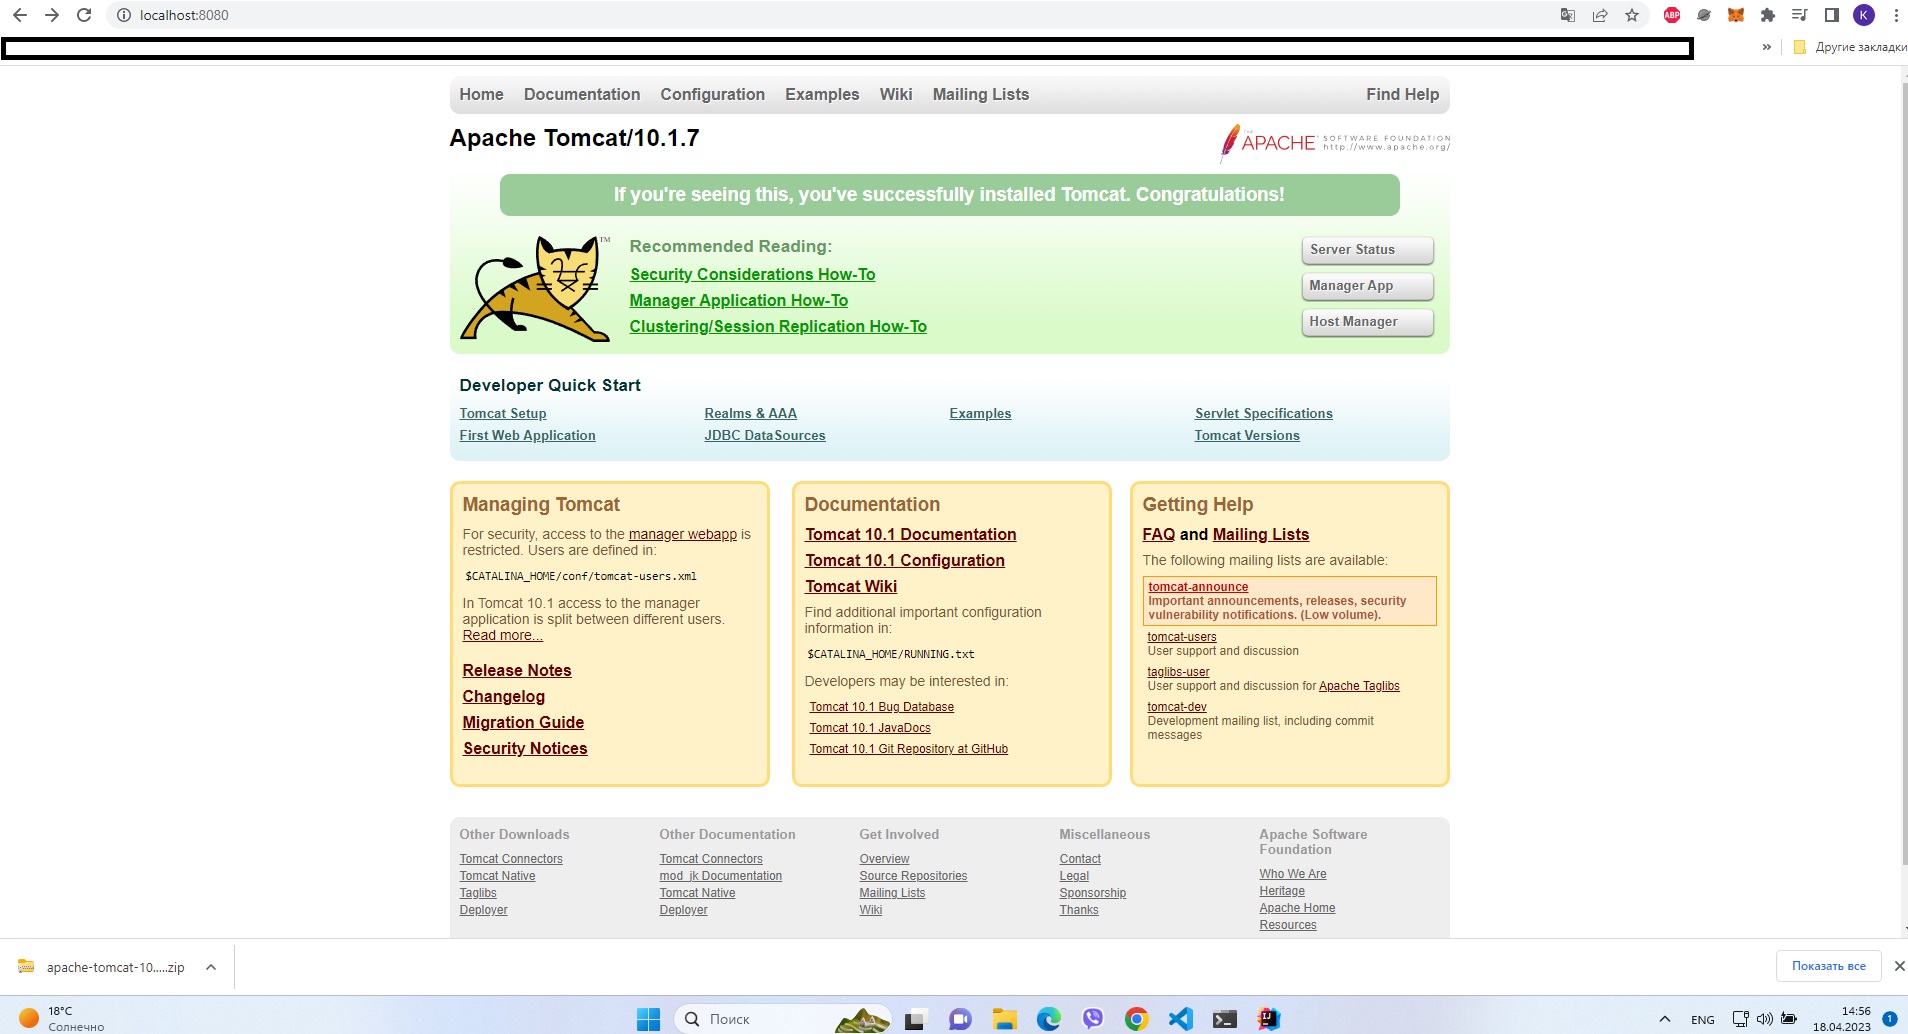 localhost:8080
ABP
K
» Другие закладки
Home Documentation Configuration Examples Wiki Mailing Lists Find Help
Apache Tomcat/10.1.7
THE APACHE SOFTWARE FOUNDATION
http://www.apache.org/
If you're seeing this, you've successfully installed Tomcat. Congratulations!
TM
Recommended Reading:
Security Considerations How-To
Manager Application How-To
Clustering/Session Replication How-To
Server Status
Manager App
Host Manager
Developer Quick Start
Tomcat Setup
First Web Application
Realms & AAA
JDBC DataSources
Examples
Servlet Specifications
Tomcat Versions
Managing Tomcat
For security, access to the manager webapp is
restricted. Users are defined in:
$CATALINA_HOME/conf/tomcat-users.xml
In Tomcat 10.1 access to the manager
application is split between different users.
Read more...
Release Notes
Changelog
Migration Guide
Security Notices
Documentation
Tomcat 10.1 Documentation
Tomcat 10.1 Configuration
Tomcat Wiki
Find additional important configuration
information in:
$CATALINA_HOME/RUNNING.txt
Developers may be interested in:
Tomcat 10.1 Bug Database
Tomcat 10.1 JavaDocs
Tomcat 10.1 Git Repository at GitHub
Getting Help
FAQ and Mailing Lists
The following mailing lists are available:
tomcat-announce
Important announcements, releases, security
vulnerability notifications. (Low volume).
tomcat-users
User support and discussion
taglibs-user
User support and discussion for Apache Taglibs
tomcat-dev
Development mailing list, including commit
messages
Other Downloads
Tomcat Connectors
Tomcat Native
Taglibs
Deployer
Other Documentation
Tomcat Connectors
mod_jk Documentation
Tomcat Native
Deployer
Get Involved
Overview
Source Repositories
Mailing Lists
Wiki
Miscellaneous
Contact
Legal
Sponsorship
Thanks
Apache Software
Foundation
Who We Are
Heritage
Apache Home
Resources
apache-tomcat-10.....zip
Показать все
18°C
Солнечно
Поиск
ENG
14:56
18.04.2023
1